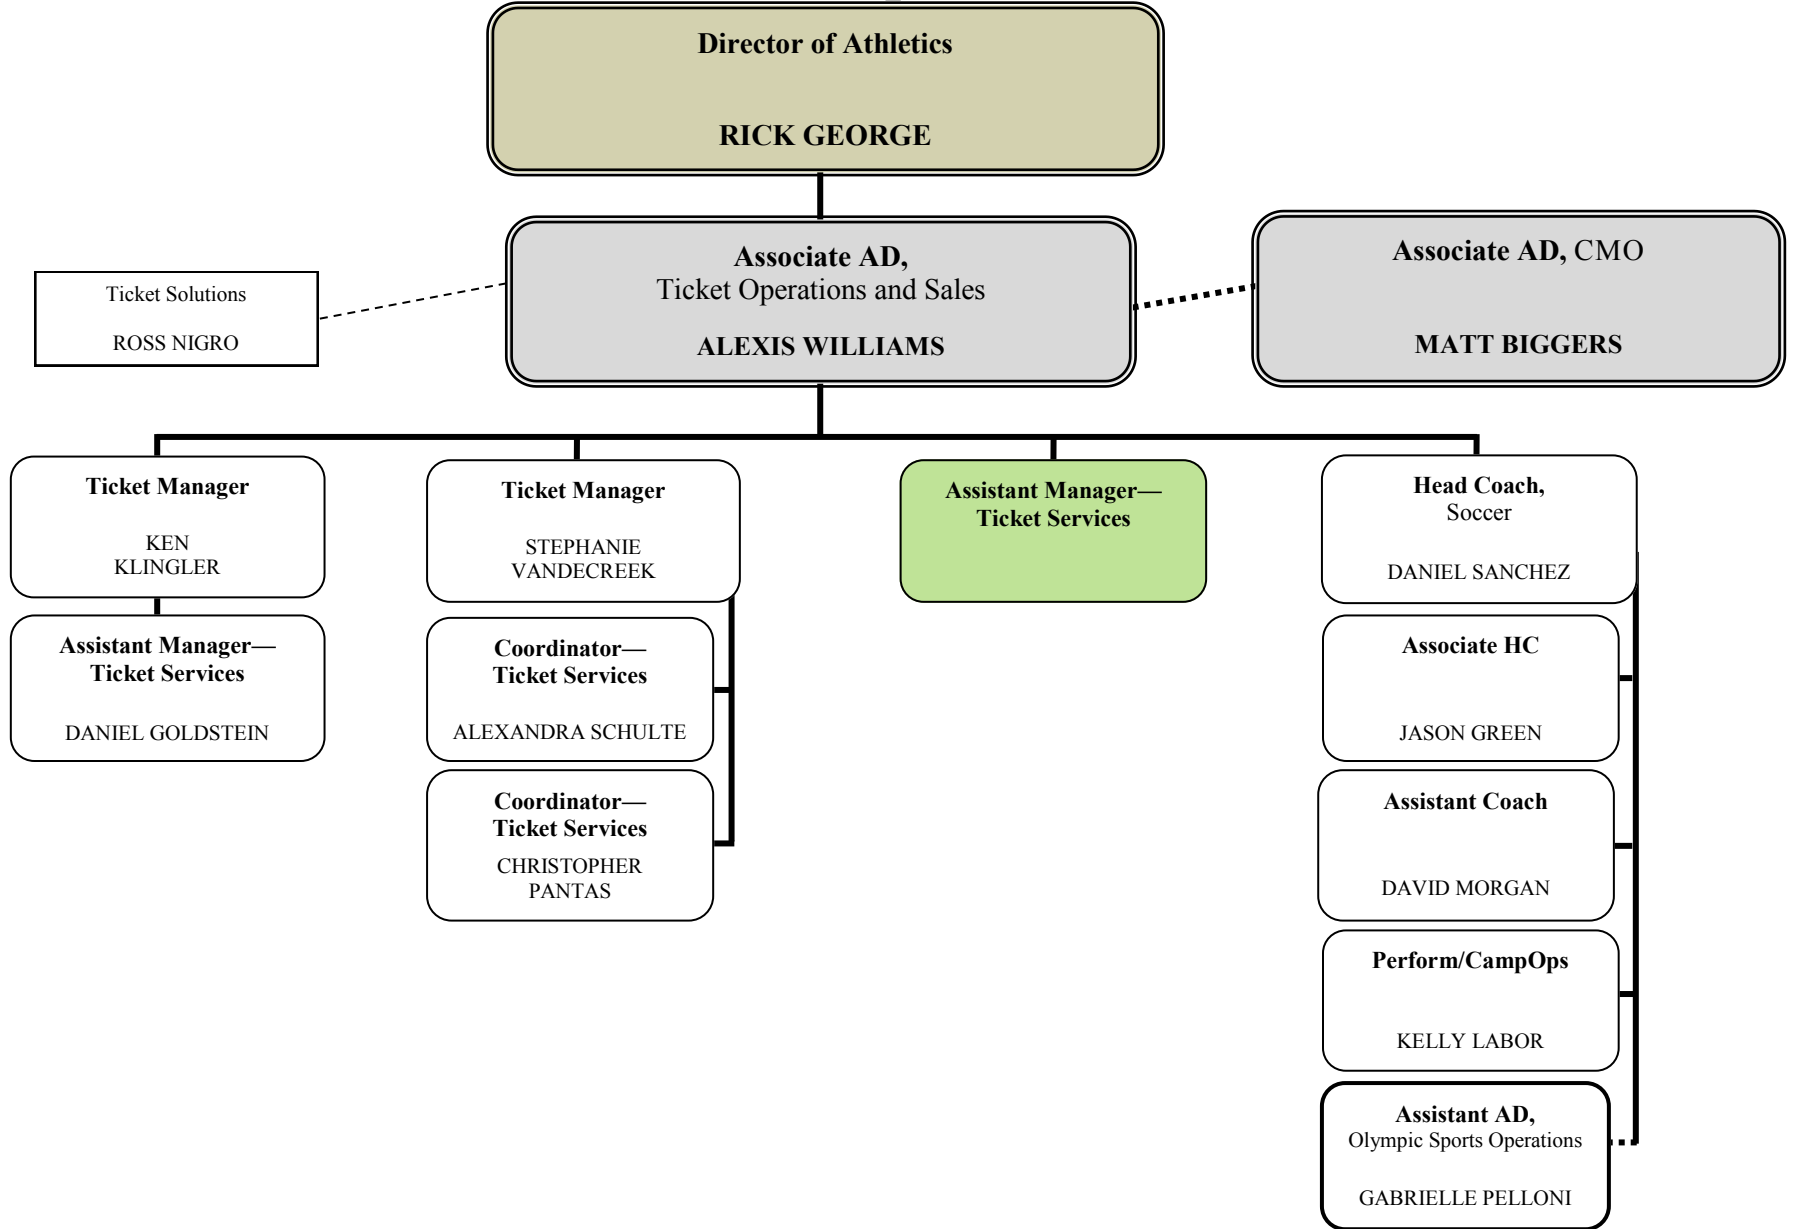 Director of Athletics
RICK GEORGE
Associate AD,
Ticket Operations and Sales
ALEXIS WILLIAMS
Associate AD, CMO
MATT BIGGERS
Ticket Solutions
ROSS NIGRO
Ticket Manager
KEN
KLINGLER
Assistant Manager—
Ticket Services
DANIEL GOLDSTEIN
Ticket Manager
STEPHANIE
VANDECREEK
Coordinator—
Ticket Services
ALEXANDRA SCHULTE
Coordinator—
Ticket Services
CHRISTOPHER
PANTAS
Assistant Manager—
Ticket Services
Head Coach,
Soccer
DANIEL SANCHEZ
Associate HC
JASON GREEN
Assistant Coach
DAVID MORGAN
Perform/CampOps
KELLY LABOR
Assistant AD,
Olympic Sports Operations
GABRIELLE PELLONI